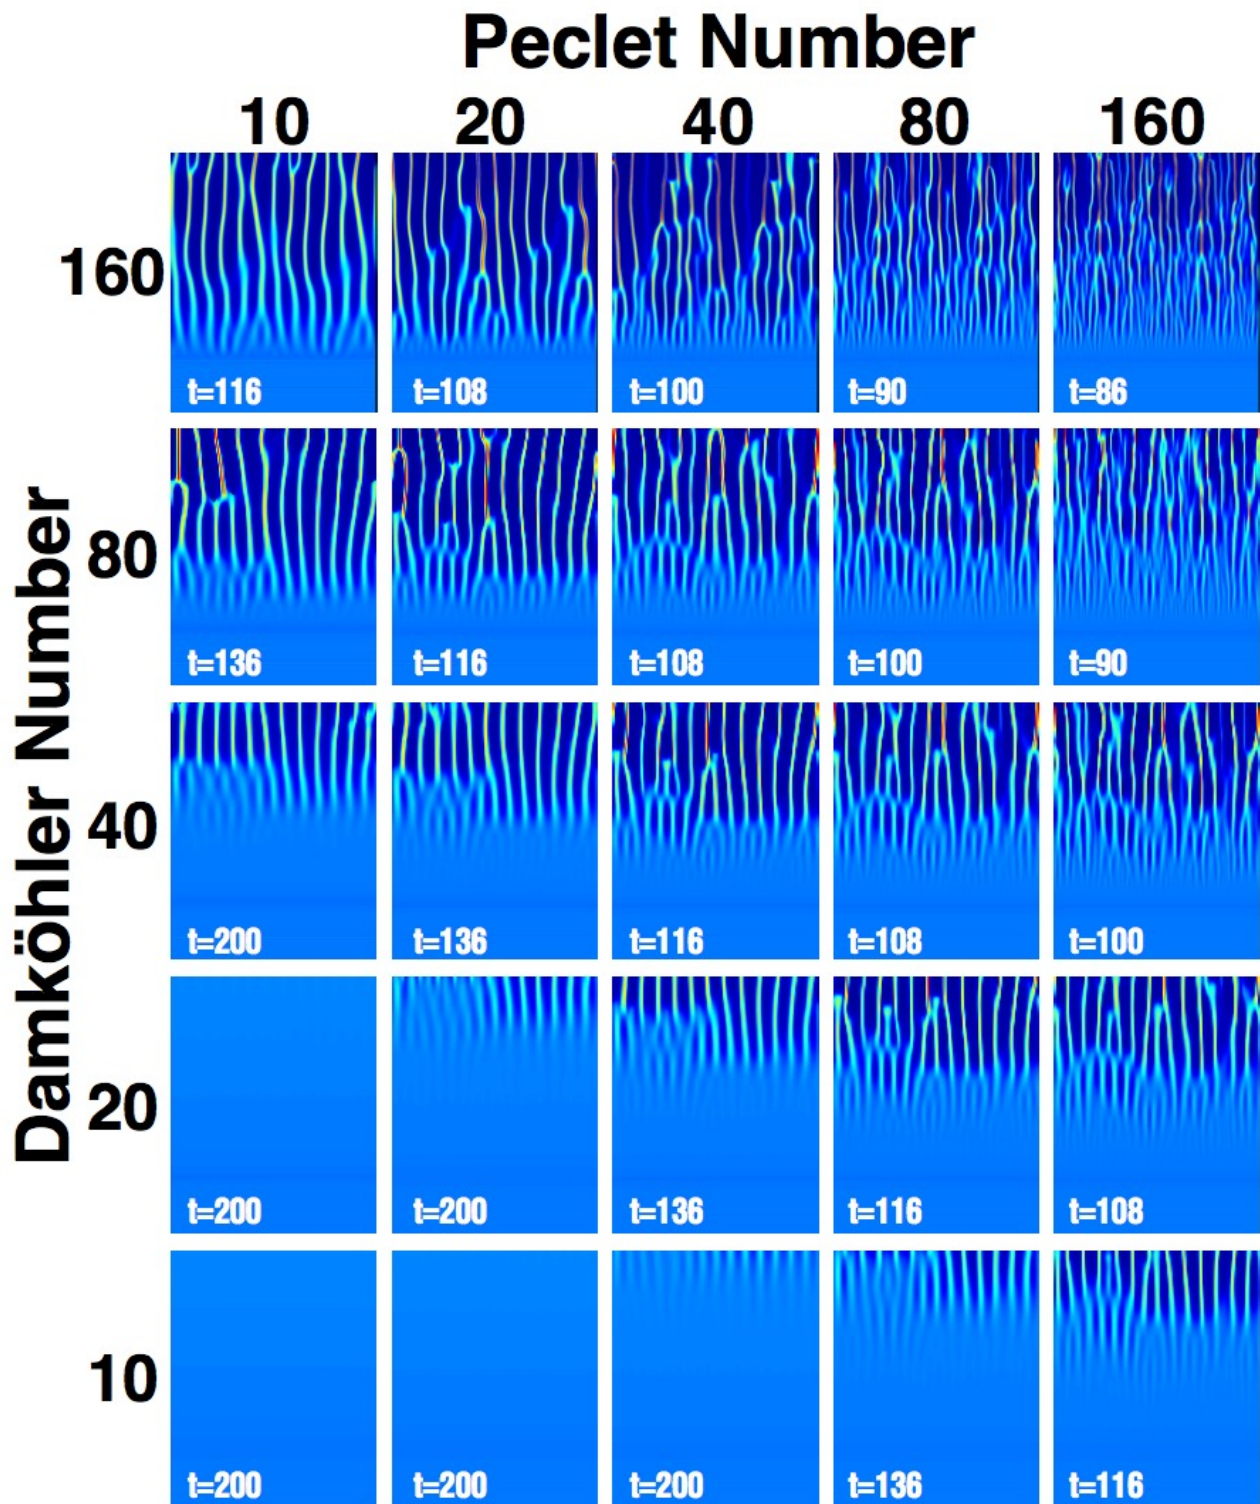 Peclet Number
10 20 40 80 160
Damköhler Number
160
t=116 t=108 t=100 t=90 t=86
80
t=136 t=116 t=108 t=100 t=90
40
t=200 t=136 t=116 t=108 t=100
20
t=200 t=200 t=136 t=116 t=108
10
t=200 t=200 t=200 t=136 t=116